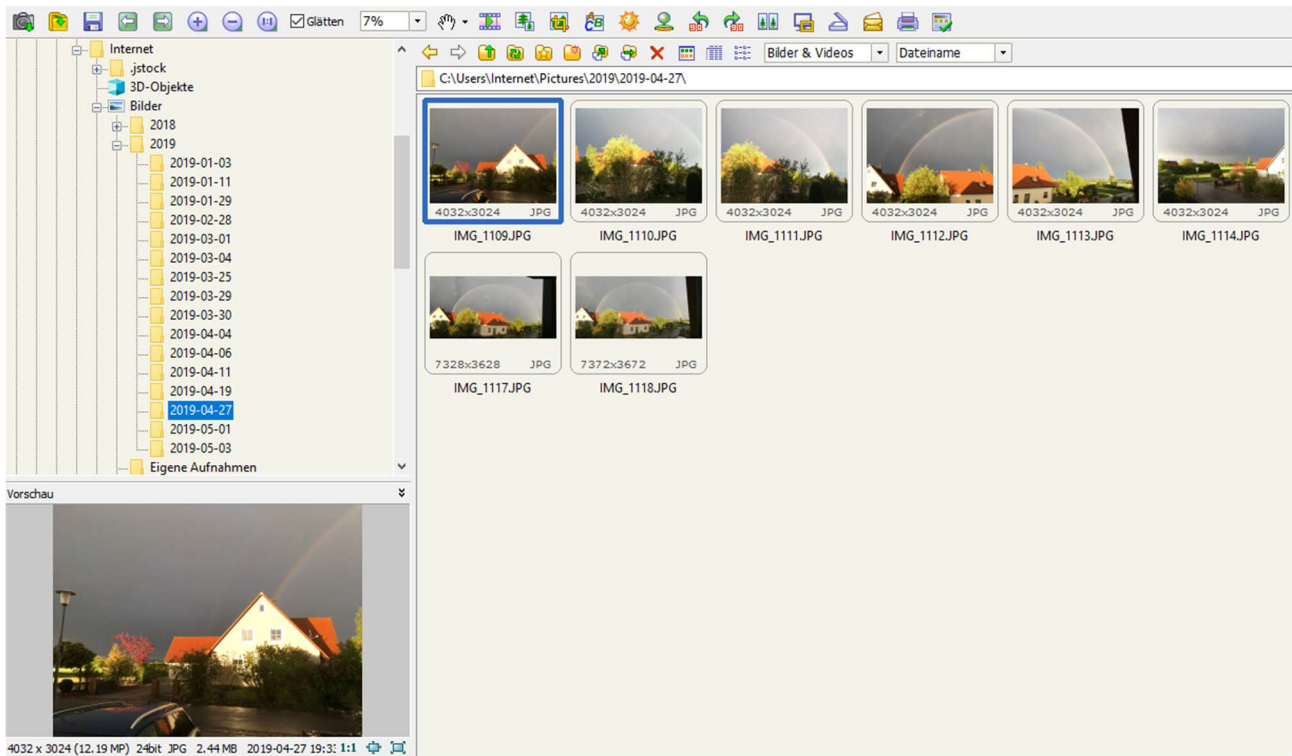 Glätten 7%
Internet
.jstock
3D-Objekte
Bilder
2018
2019
2019-01-03
2019-01-11
2019-01-29
2019-02-28
2019-03-01
2019-03-04
2019-03-25
2019-03-29
2019-03-30
2019-04-04
2019-04-06
2019-04-11
2019-04-19
2019-04-27
2019-05-01
2019-05-03
Eigene Aufnahmen
Vorschau
4032 x 3024 (12.19 MP) 24bit JPG 2.44 MB 2019-04-27 19:3 1:1
Bilder & Videos Dateiname
C:\Users\Internet\Pictures\2019\2019-04-27\
4032x3024 JPG 4032x3024 JPG 4032x3024 JPG 4032x3024 JPG 4032x3024 JPG 4032x3024 JPG
IMG_1109.JPG IMG_1110.JPG IMG_1111.JPG IMG_1112.JPG IMG_1113.JPG IMG_1114.JPG
7328x3628 JPG 7372x3672 JPG
IMG_1117.JPG IMG_1118.JPG